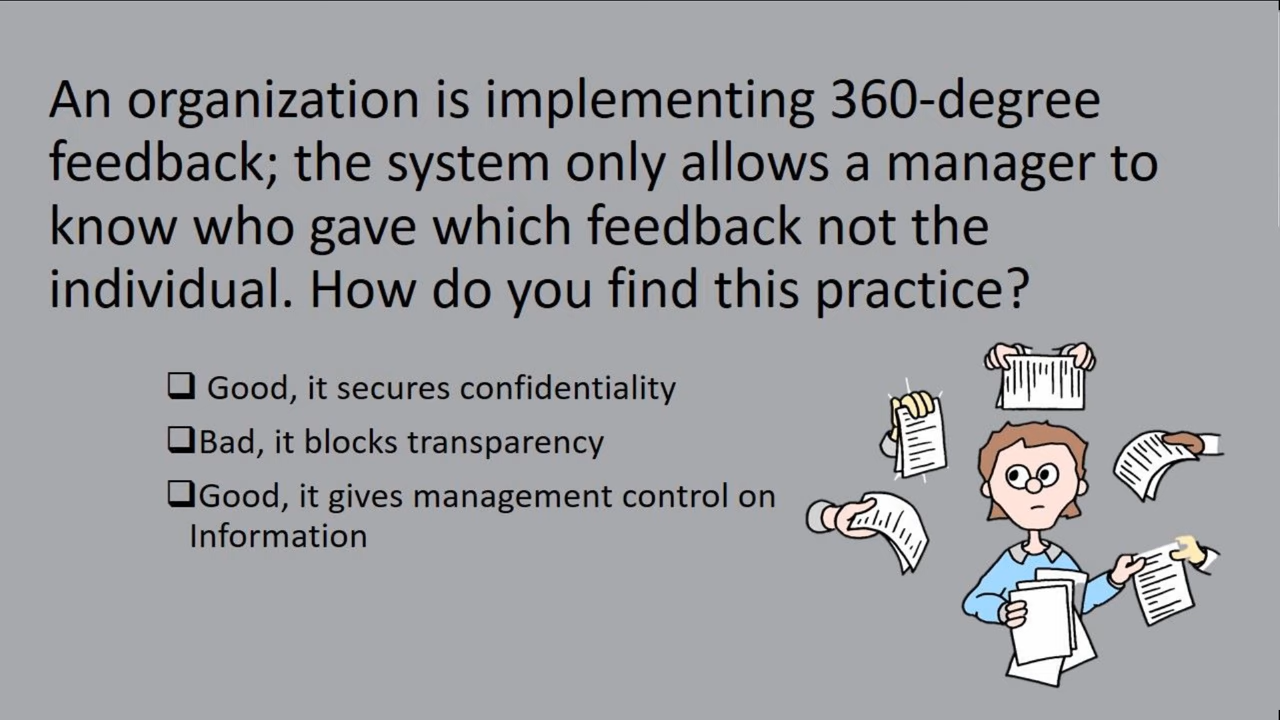 An organization is implementing 360-degree
feedback; the system only allows a manager to
know who gave which feedback not the
individual. How do you find this practice?
Good, it secures confidentiality
Bad, it blocks transparency
Good, it gives management control on
Information